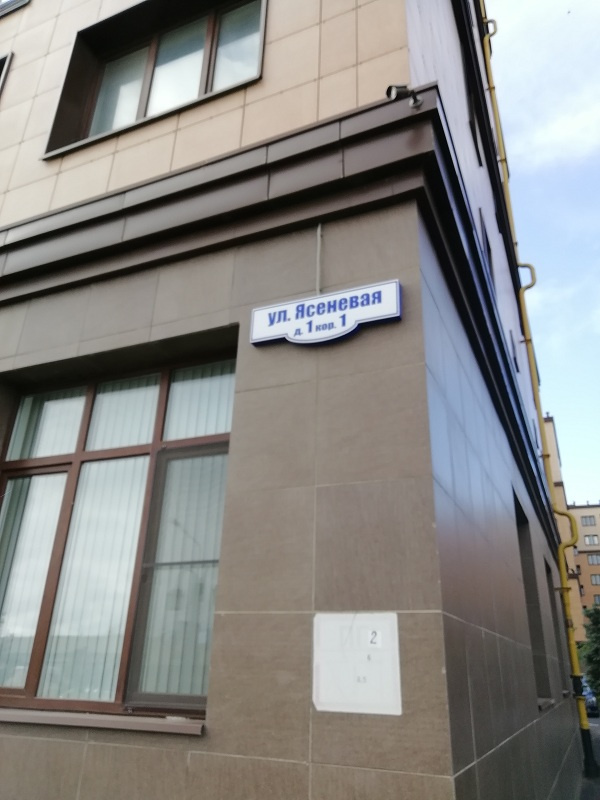 ул. Ясеневая
д. 1 кор. 1
2